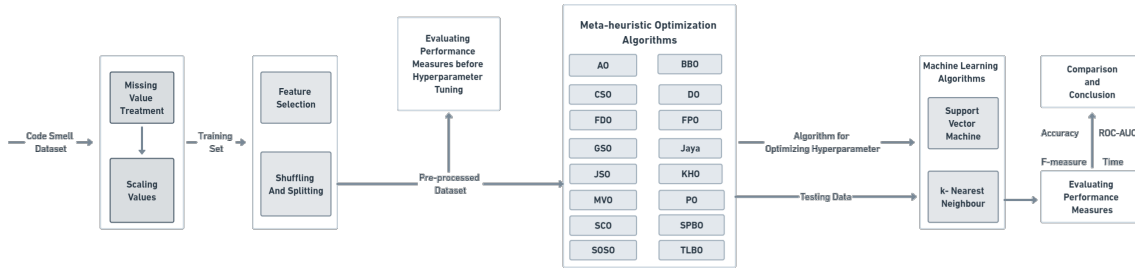 Code Smell
Dataset
Missing
Value
Treatment
Scaling
Values
Training
Set
Feature
Selection
Shuffling
And Splitting
Pre-processed
Dataset
Evaluating
Performance
Measures before
Hyperparameter
Tuning
Meta-heuristic Optimization
Algorithms
AO
BBO
CSO
DO
FDO
FPO
GSO
Jaya
JSO
KHO
MVO
PO
SCO
SPBO
SOSO
TLBO
Algorithm for
Optimizing Hyperparameter
Testing Data
Machine Learning
Algorithms
Support
Vector
Machine
k- Nearest
Neighbour
Evaluating
Performance
Measures
Accuracy
ROC-AUC
F-measure
Time
Comparison
and
Conclusion